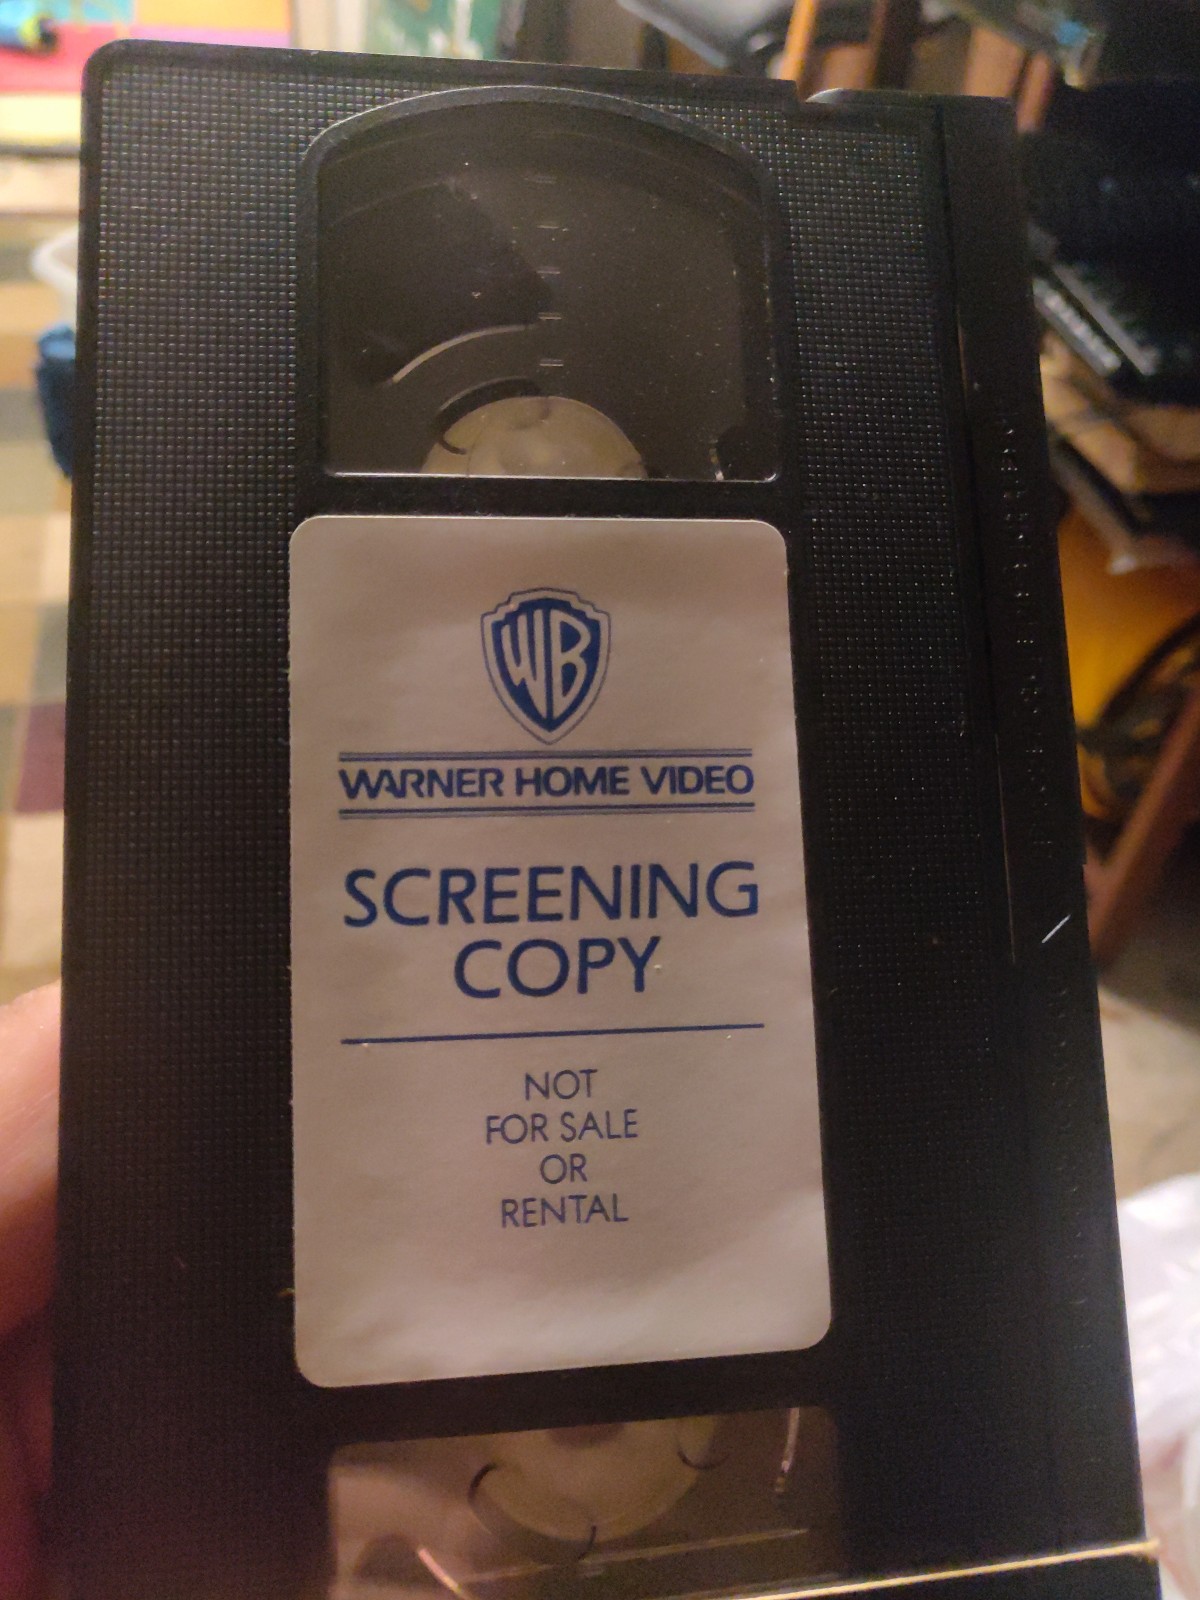 WB
WARNER HOME VIDEO
SCREENING
COPY
NOT
FOR SALE
OR
RENTAL